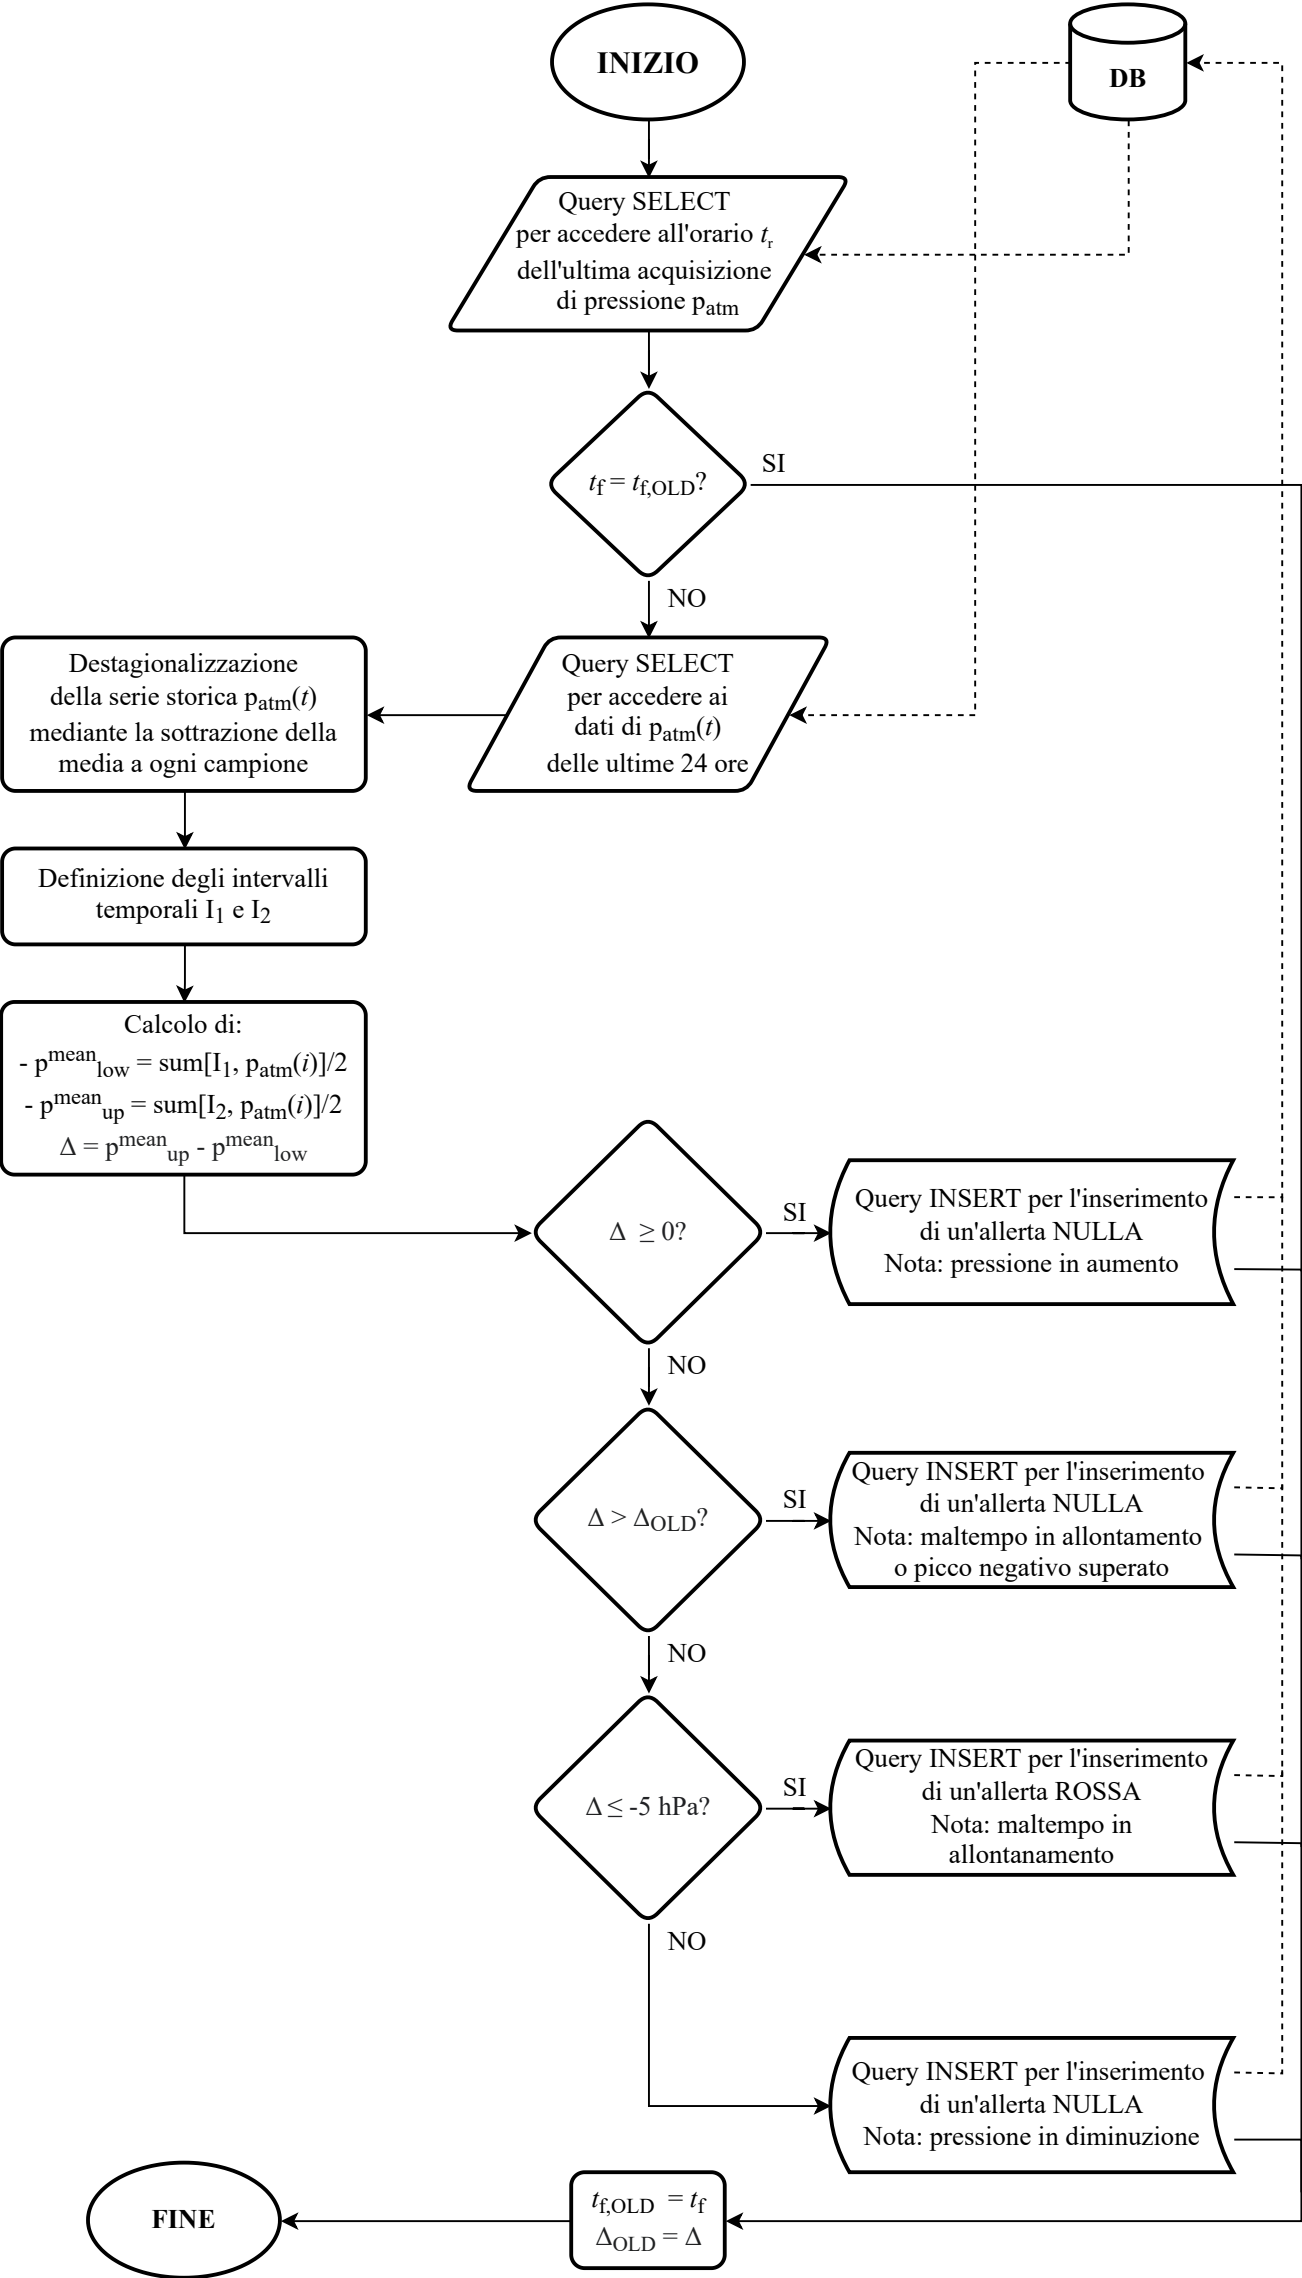 INIZIO
DB
Query SELECT
per accedere all'orario tr
dell'ultima acquisizione
di pressione patm
tf = tf,OLD?
SI
NO
Query SELECT
per accedere ai
dati di patm(t)
delle ultime 24 ore
Destagionalizzazione
della serie storica patm(t)
mediante la sottrazione della
media a ogni campione
Definizione degli intervalli
temporali I1 e I2
Calcolo di:
- pmeanlow = sum[I1, patm(i)]/2
- pmeanup = sum[I2, patm(i)]/2
Δ = pmeanup - pmeanlow
Δ ≥ 0?
SI
Query INSERT per l'inserimento
di un'allerta NULLA
Nota: pressione in aumento
NO
Δ > ΔOLD?
SI
Query INSERT per l'inserimento
di un'allerta NULLA
Nota: maltempo in allontamento
o picco negativo superato
NO
Δ ≤ -5 hPa?
SI
Query INSERT per l'inserimento
di un'allerta ROSSA
Nota: maltempo in
allontanamento
NO
Query INSERT per l'inserimento
di un'allerta NULLA
Nota: pressione in diminuzione
tf,OLD = tf
ΔOLD = Δ
FINE